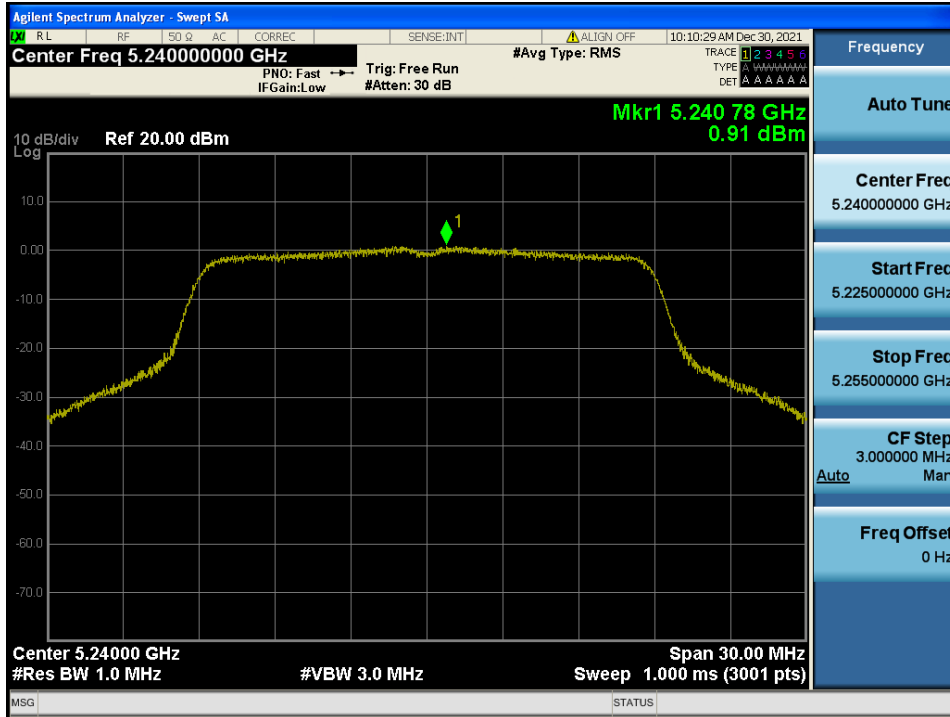 Agilent Spectrum Analyzer - Swept SA
LXI RL RF 50 Ω AC CORREC SENSE:INT ALIGN OFF 10:10:29 AM Dec 30, 2021
Center Freq 5.240000000 GHz
PNO: Fast
IFGain:Low
Trig: Free Run
#Atten: 30 dB
#Avg Type: RMS
TRACE 1 2 3 4 5 6
TYPE A WWWWW
DET A A A A A A
Mkr1 5.240 78 GHz
0.91 dBm
10 dB/div Ref 20.00 dBm
Log
10.0
0.00
-10.0
-20.0
-30.0
-40.0
-50.0
-60.0
-70.0
1
Center 5.24000 GHz Span 30.00 MHz
#Res BW 1.0 MHz #VBW 3.0 MHz Sweep 1.000 ms (3001 pts)
MSG STATUS
Frequency
Auto Tune
Center Freq
5.240000000 GHz
Start Freq
5.225000000 GHz
Stop Freq
5.255000000 GHz
CF Step
3.000000 MHz
Auto Man
Freq Offset
0 Hz